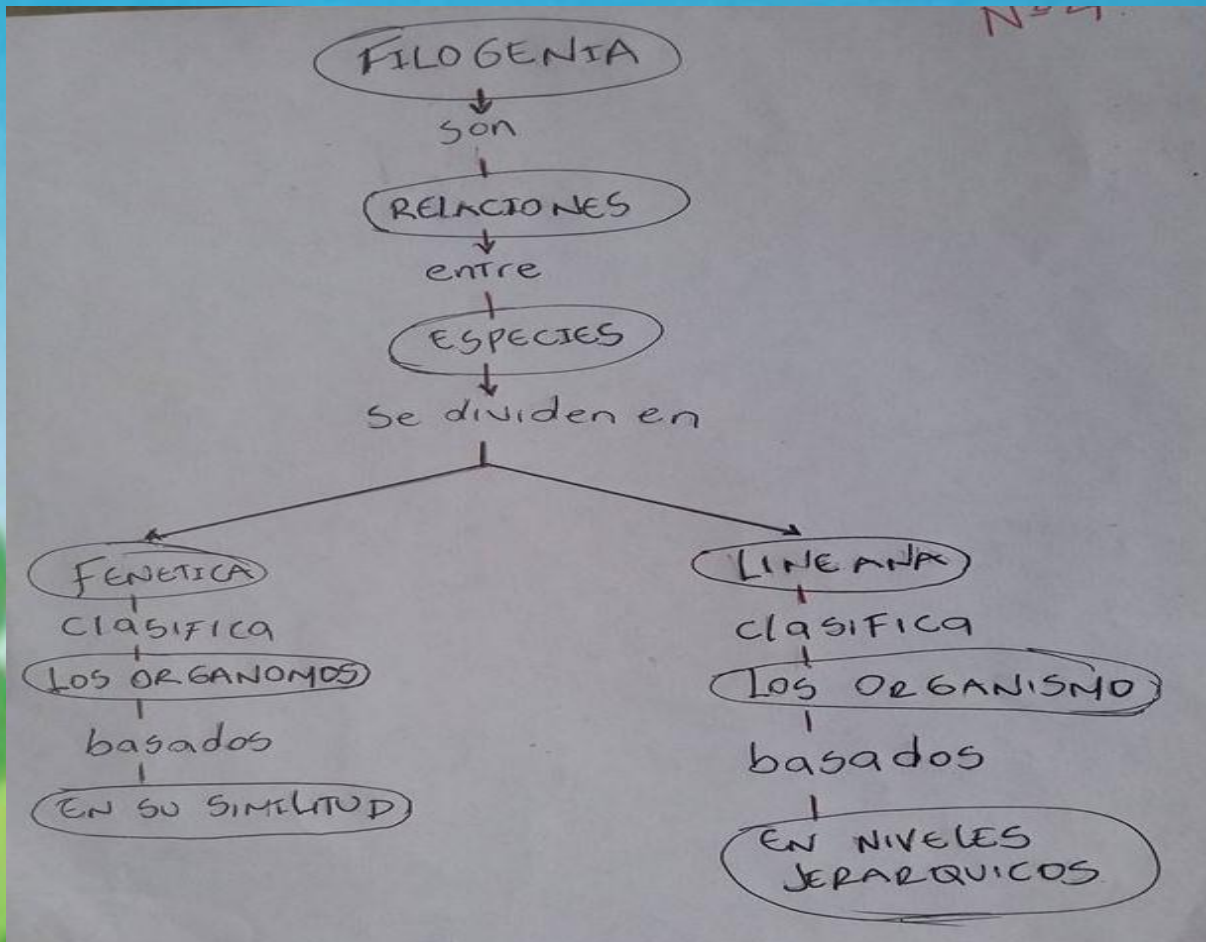 FILOGENIA
son
RELACIONES
entre
ESPECIES
Se dividen en
FENETICA
clasifica
LOS ORGANOMOS
basados
EN SU SIMILITUD
LINEANA
clasifica
LOS ORGANISMO
basados
EN NIVELES
JERARQUICOS